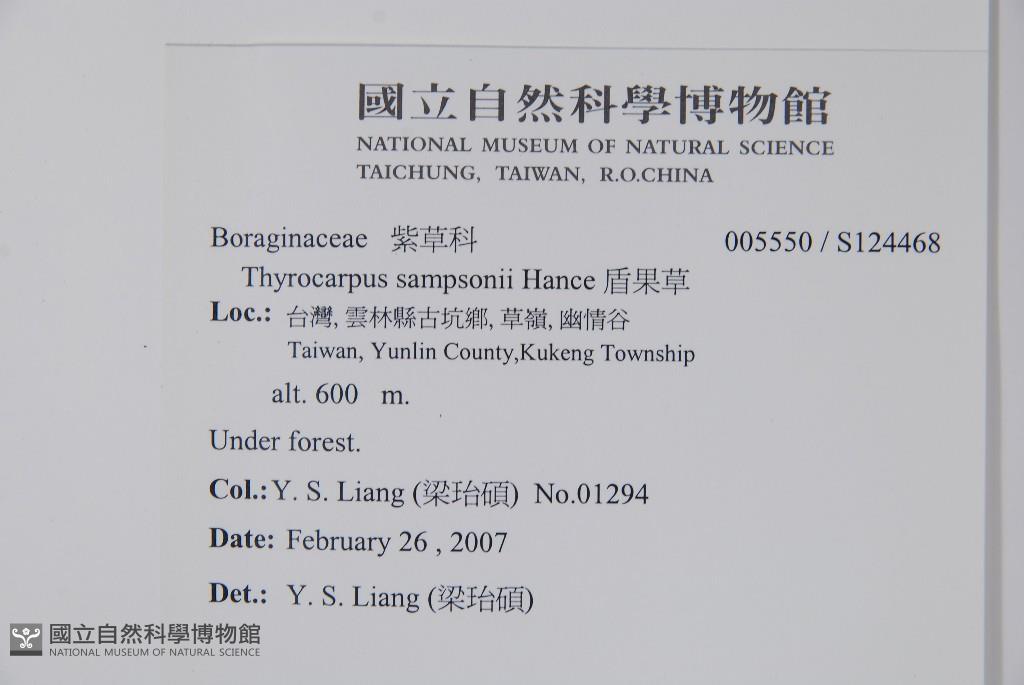 國立自然科學博物館
NATIONAL MUSEUM OF NATURAL SCIENCE
TAICHUNG, TAIWAN, R.O.CHINA
Boraginaceae 紫草科 005550 / S124468
Thyrocarpus sampsonii Hance 盾果草
Loc.: 台灣, 雲林縣古坑鄉, 草嶺, 幽情谷
Taiwan, Yunlin County,Kukeng Township
alt. 600 m.
Under forest.
Col.: Y. S. Liang (梁珆碩) No.01294
Date: February 26 , 2007
Det.: Y. S. Liang (梁珆碩)
國立自然科學博物館
NATIONAL MUSEUM OF NATURAL SCIENCE